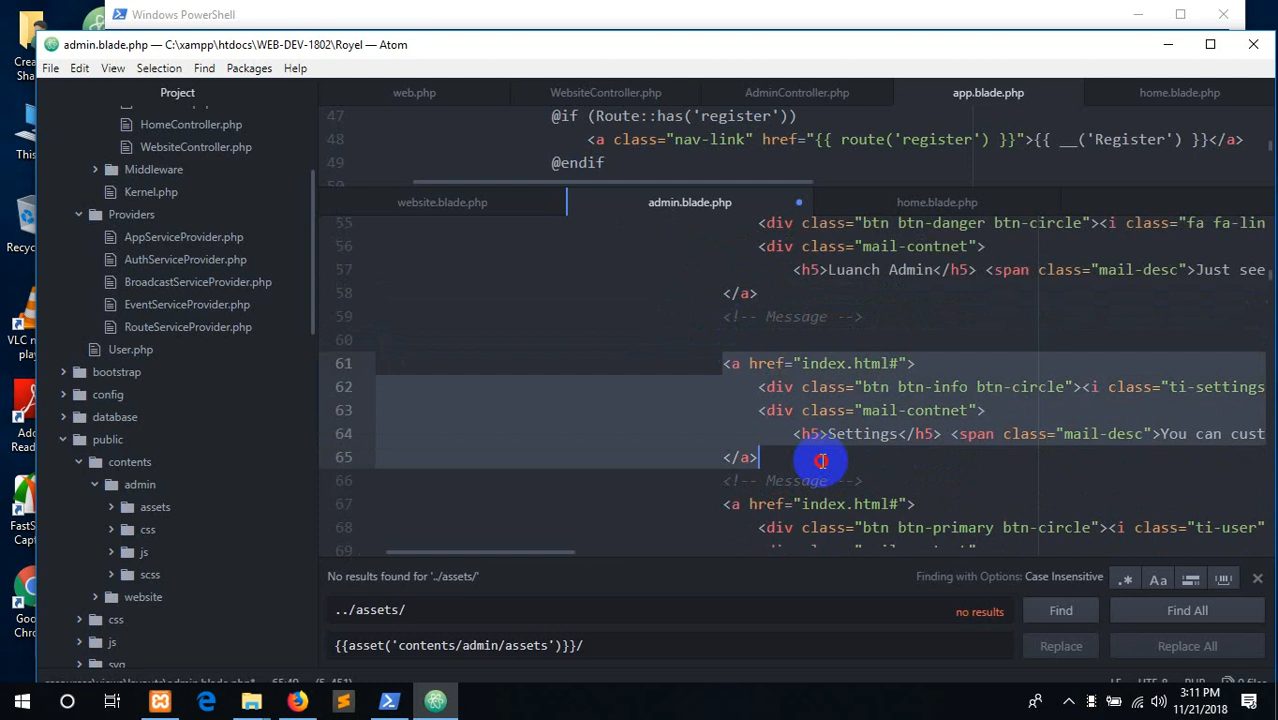 Windows PowerShell
admin.blade.php — C:\xampp\htdocs\WEB-DEV-1802\Royel — Atom
File Edit View Selection Find Packages Help
Project
HomeController.php
WebsiteController.php
Middleware
Kernel.php
Providers
AppServiceProvider.php
AuthServiceProvider.php
BroadcastServiceProvider.php
EventServiceProvider.php
RouteServiceProvider.php
User.php
bootstrap
config
database
public
contents
admin
assets
css
js
scss
website
css
js
svg
web.php WebsiteController.php AdminController.php app.blade.php home.blade.php
47 @if (Route::has('register'))
48 <a class="nav-link" href="{{ route('register') }}">{{ __('Register') }}</a>
49 @endif
50
website.blade.php admin.blade.php home.blade.php
55 <div class="btn btn-danger btn-circle"><i class="fa fa-lin
56 <div class="mail-contnet">
57 <h5>Luanch Admin</h5> <span class="mail-desc">Just see
58 </a>
59 <!-- Message -->
60
61 <a href="index.html#">
62 <div class="btn btn-info btn-circle"><i class="ti-settings
63 <div class="mail-contnet">
64 <h5>Settings</h5> <span class="mail-desc">You can cust
65 </a>
66 <!-- Message -->
67 <a href="index.html#">
68 <div class="btn btn-primary btn-circle"><i class="ti-user"
69 <div class="mail-contnet">
No results found for '../assets/'
Finding with Options: Case Insensitive
.* Aa
../assets/ no results
Find Find All
{{asset('contents/admin/assets')}}/
Replace Replace All
3:11 PM
11/21/2018